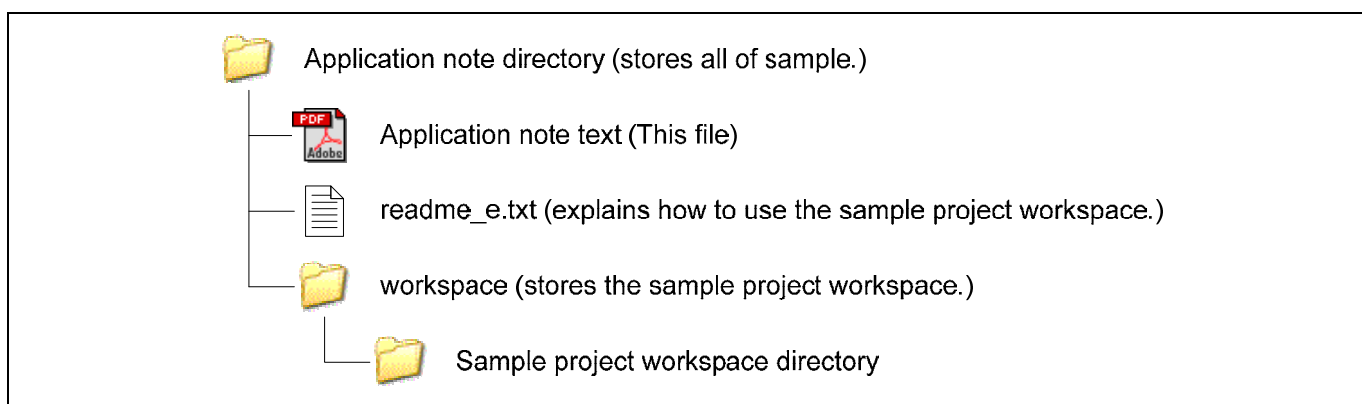 Application note directory (stores all of sample.)
PDF
Adobe
Application note text (This file)
readme_e.txt (explains how to use the sample project workspace.)
workspace (stores the sample project workspace.)
Sample project workspace directory